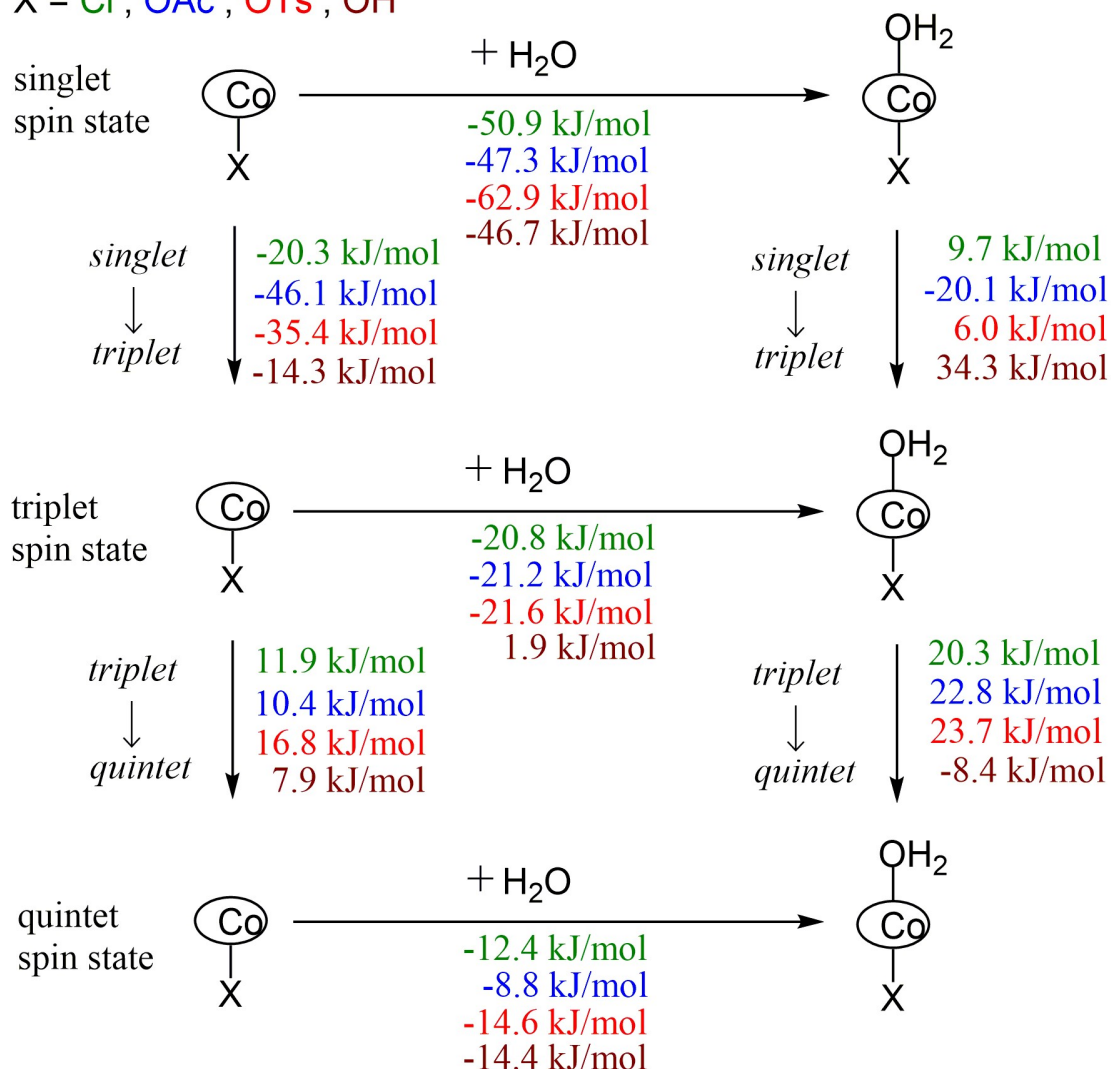 X = Cl , OAc , OTs , OH
singlet
spin state
Co
X
+ H₂O
-50.9 kJ/mol
-47.3 kJ/mol
-62.9 kJ/mol
-46.7 kJ/mol
OH₂
Co
X
singlet
↓
triplet
-20.3 kJ/mol
-46.1 kJ/mol
-35.4 kJ/mol
-14.3 kJ/mol
singlet
↓
triplet
9.7 kJ/mol
-20.1 kJ/mol
6.0 kJ/mol
34.3 kJ/mol
triplet
spin state
Co
X
+ H₂O
-20.8 kJ/mol
-21.2 kJ/mol
-21.6 kJ/mol
1.9 kJ/mol
OH₂
Co
X
triplet
↓
quintet
11.9 kJ/mol
10.4 kJ/mol
16.8 kJ/mol
7.9 kJ/mol
triplet
↓
quintet
20.3 kJ/mol
22.8 kJ/mol
23.7 kJ/mol
-8.4 kJ/mol
quintet
spin state
Co
X
+ H₂O
-12.4 kJ/mol
-8.8 kJ/mol
-14.6 kJ/mol
-14.4 kJ/mol
OH₂
Co
X